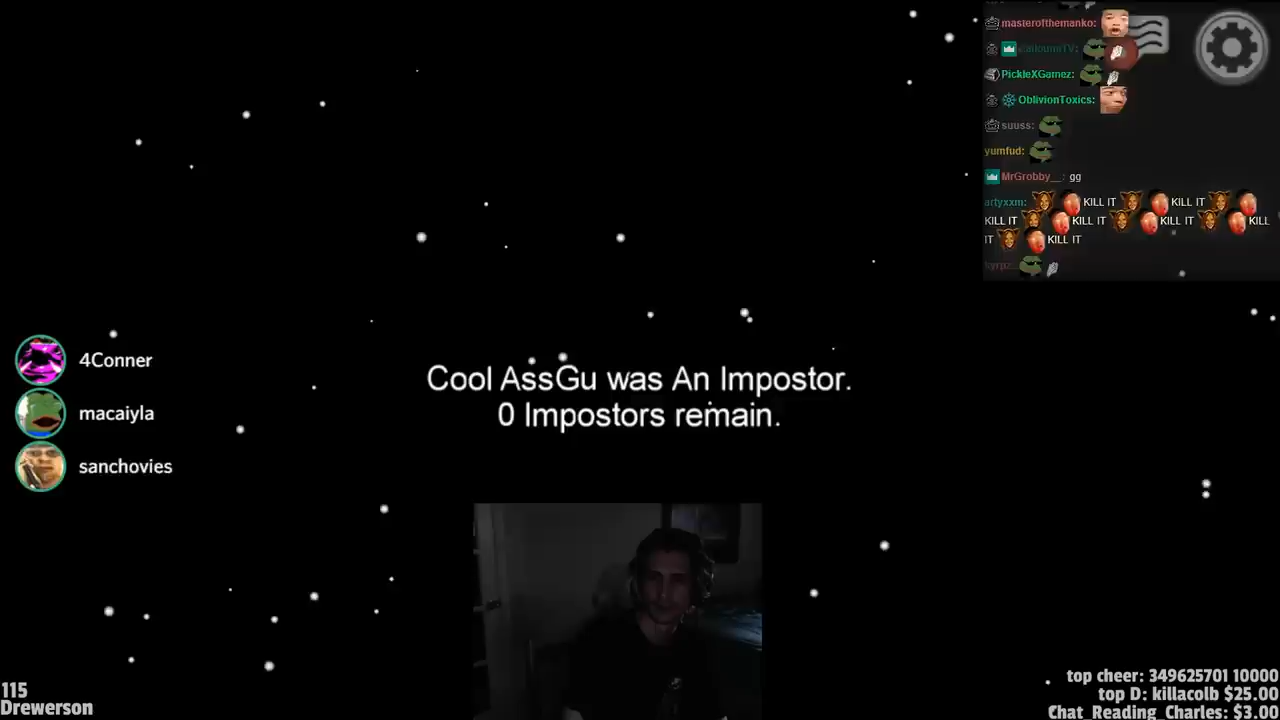 masterofthemanko:
PickleXGamez:
OblivionToxics:
suuss:
yumfud:
MrGrobby__: gg
artyxxm: KILL IT KILL IT
KILL IT KILL IT KILL IT KILL
IT KILL IT
4Conner
macaiyla
sanchovies
Cool AssGu was An Impostor.
0 Impostors remain.
115
Drewerson
top cheer: 349625701 10000
top D: killacolb $25.00
Chat_Reading_Charles: $3.00